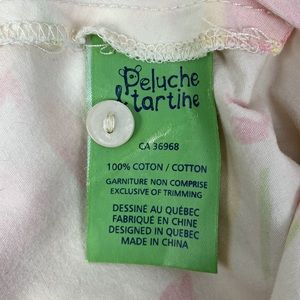 Peluche
& tartine
CA 36968
100% COTON / COTTON
GARNITURE NON COMPRISE
EXCLUSIVE OF TRIMMING
DESSINÉ AU QUÉBEC
FABRIQUÉ EN CHINE
DESIGNED IN QUEBEC
MADE IN CHINA